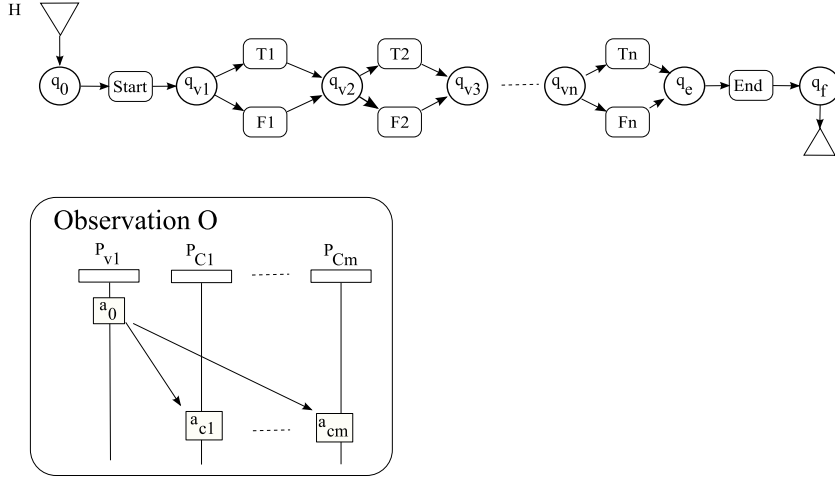 H
T1 T2 Tn
q0 Start qv1 qv2 qv3 qvn qe End qf
F1 F2 Fn
Observation O
Pv1 PC1 PCm
a0
ac1 acm